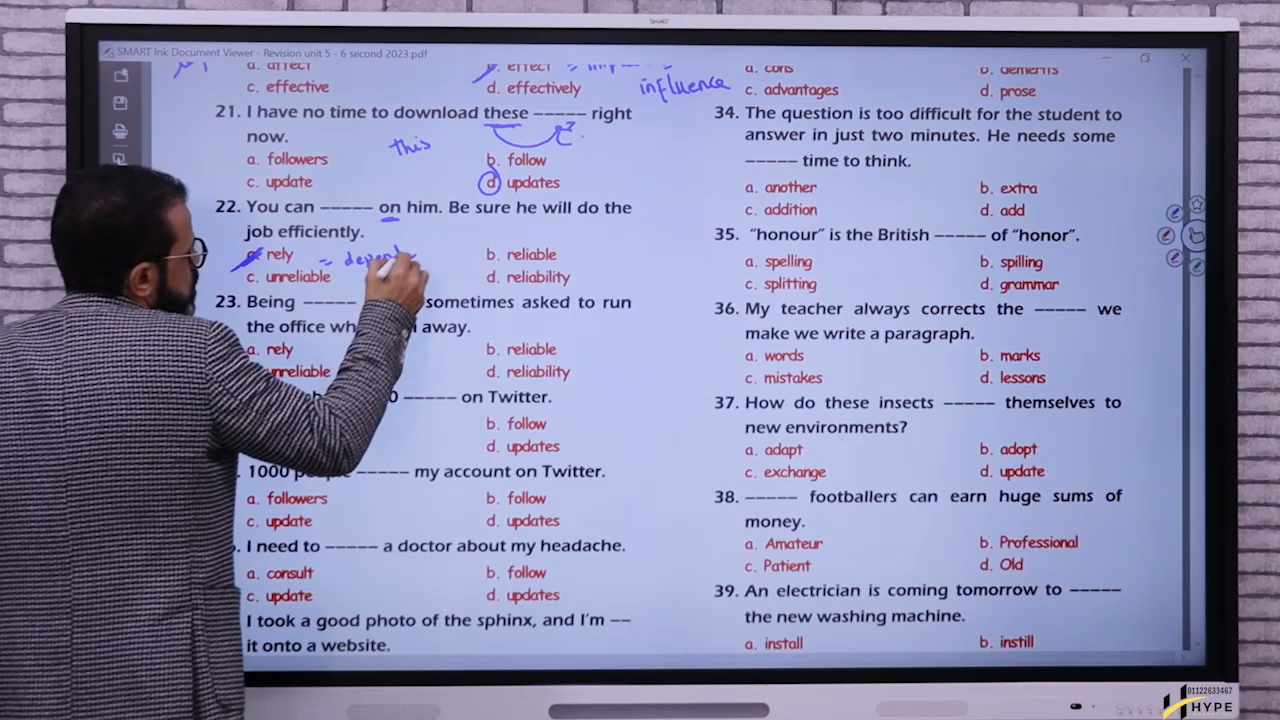 SMART
SMART Ink Document Viewer - Revision unit 5 - 6 second 2023.pdf
a. affect
b. effect =
c. effective
d. effectively
influence
21. I have no time to download these ----- right
now.
this
a. followers
b. follow
c. update
d. updates
22. You can ----- on him. Be sure he will do the
job efficiently.
a. rely
b. reliable
= depend
c. unreliable
d. reliability
23. Being ----- sometimes asked to run
the office away.
a. rely
b. reliable
unreliable
d. reliability
0 ----- on Twitter.
b. follow
d. updates
1000 people ----- my account on Twitter.
a. followers
b. follow
c. update
d. updates
I need to ----- a doctor about my headache.
a. consult
b. follow
c. update
d. updates
I took a good photo of the sphinx, and I'm --
it onto a website.
a. cons
b. demerits
c. advantages
d. prose
34. The question is too difficult for the student to
answer in just two minutes. He needs some
----- time to think.
a. another
b. extra
c. addition
d. add
35. "honour" is the British ----- of "honor".
a. spelling
b. spilling
c. splitting
d. grammar
36. My teacher always corrects the ----- we
make we write a paragraph.
a. words
b. marks
c. mistakes
d. lessons
37. How do these insects ----- themselves to
new environments?
a. adapt
b. adopt
c. exchange
d. update
38. ----- footballers can earn huge sums of
money.
a. Amateur
b. Professional
c. Patient
d. Old
39. An electrician is coming tomorrow to -----
the new washing machine.
a. install
b. instill
01122633467
HYPE